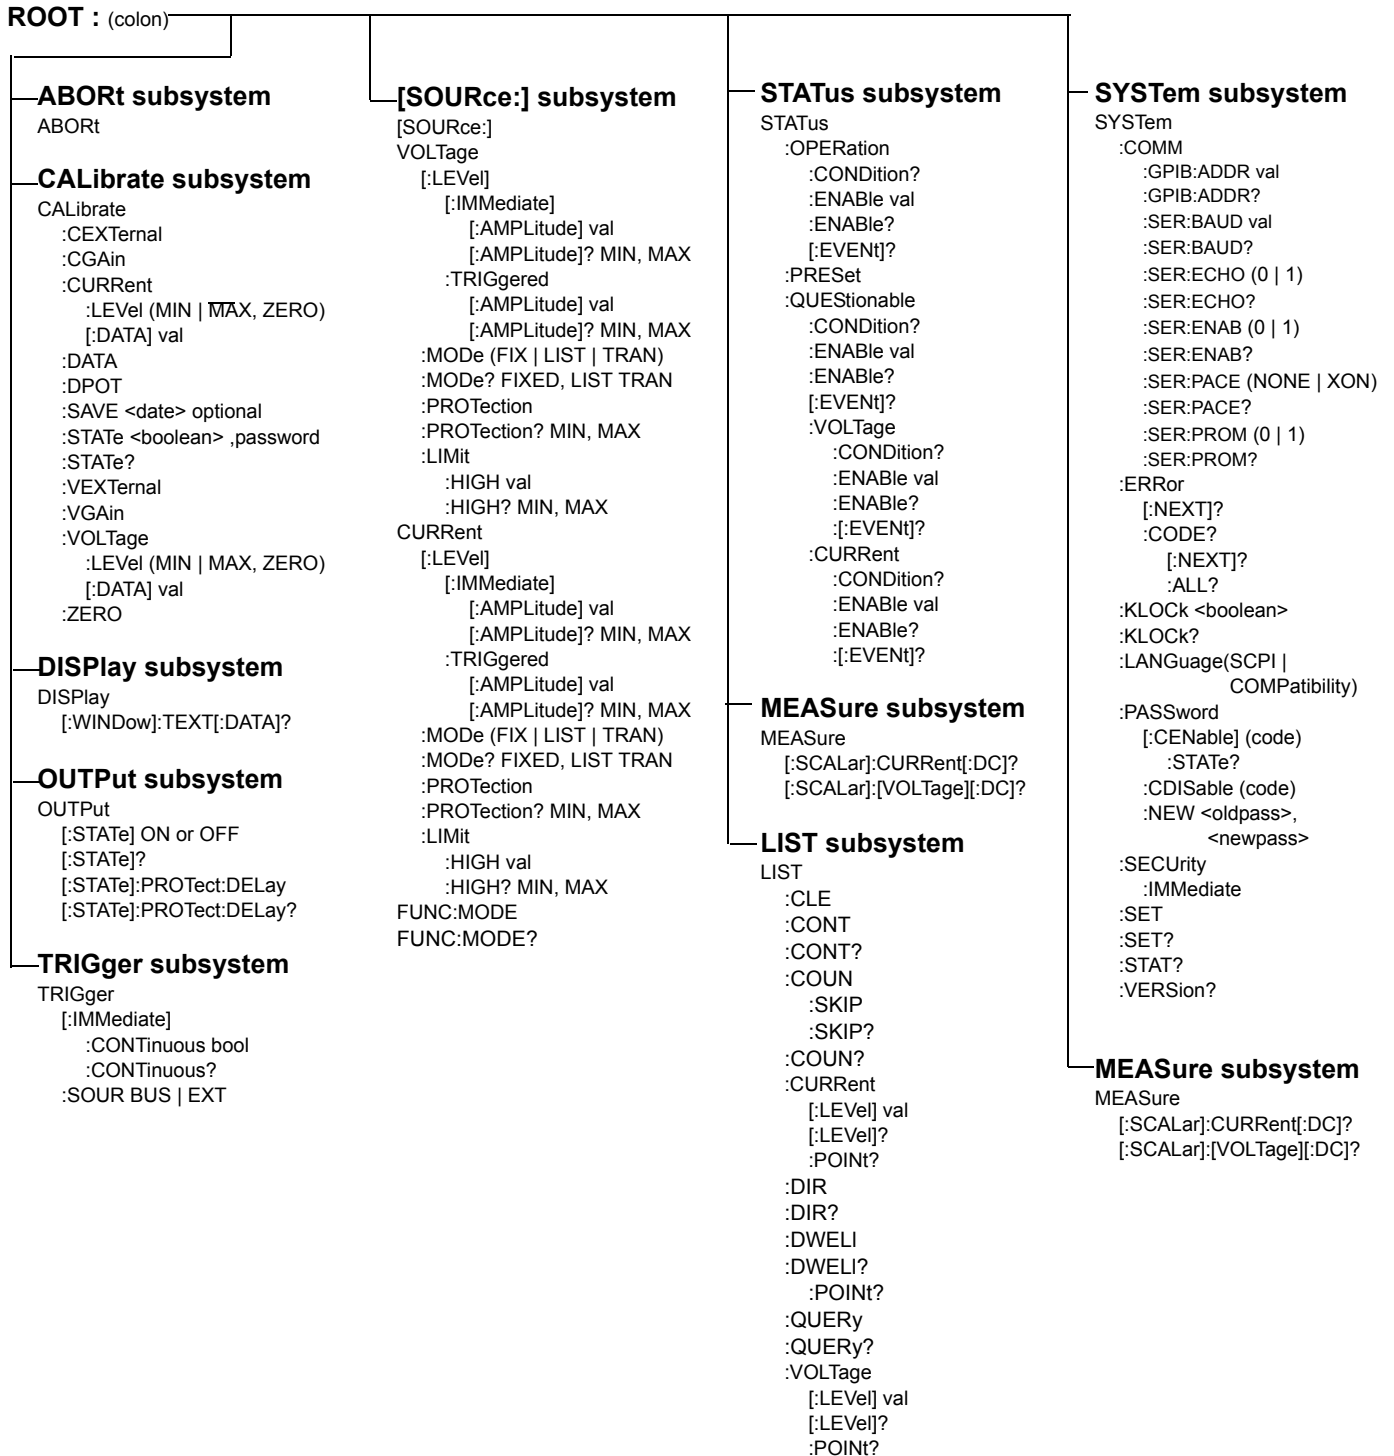 ROOT : (colon)
ABORt subsystem
ABORt
CALibrate subsystem
CALibrate
:CEXTernal
:CGAin
:CURRent
:LEVel (MIN | MAX, ZERO)
[:DATA] val
:DATA
:DPOT
:SAVE <date> optional
:STATe <boolean> ,password
:STATe?
:VEXTernal
:VGAin
:VOLTage
:LEVel (MIN | MAX, ZERO)
[:DATA] val
:ZERO
DISPlay subsystem
DISPlay
[:WINDow]:TEXT[:DATA]?
OUTPut subsystem
OUTPut
[:STATe] ON or OFF
[:STATe]?
[:STATe]:PROTect:DELay
[:STATe]:PROTect:DELay?
TRIGger subsystem
TRIGger
[:IMMediate]
:CONTinuous bool
:CONTinuous?
:SOUR BUS | EXT
[SOURce:] subsystem
[SOURce:]
VOLTage
[:LEVel]
[:IMMediate]
[:AMPLitude] val
[:AMPLitude]? MIN, MAX
:TRIGgered
[:AMPLitude] val
[:AMPLitude]? MIN, MAX
:MODe (FIX | LIST | TRAN)
:MODe? FIXED, LIST TRAN
:PROTection
:PROTection? MIN, MAX
:LIMit
:HIGH val
:HIGH? MIN, MAX
CURRent
[:LEVel]
[:IMMediate]
[:AMPLitude] val
[:AMPLitude]? MIN, MAX
:TRIGgered
[:AMPLitude] val
[:AMPLitude]? MIN, MAX
:MODe (FIX | LIST | TRAN)
:MODe? FIXED, LIST TRAN
:PROTection
:PROTection? MIN, MAX
:LIMit
:HIGH val
:HIGH? MIN, MAX
FUNC:MODE
FUNC:MODE?
STATus subsystem
STATus
:OPERation
:CONDition?
:ENABle val
:ENABle?
[:EVENt]?
:PRESet
:QUEStionable
:CONDition?
:ENABle val
:ENABle?
[:EVENt]?
:VOLTage
:CONDition?
:ENABle val
:ENABle?
:[:EVENt]?
:CURRent
:CONDition?
:ENABle val
:ENABle?
:[:EVENt]?
MEASure subsystem
MEASure
[:SCALar]:CURRent[:DC]?
[:SCALar]:[VOLTage][:DC]?
LIST subsystem
LIST
:CLE
:CONT
:CONT?
:COUN
:SKIP
:SKIP?
:COUN?
:CURRent
[:LEVel] val
[:LEVel]?
:POINt?
:DIR
:DIR?
:DWELl
:DWELl?
:POINt?
:QUERy
:QUERy?
:VOLTage
[:LEVel] val
[:LEVel]?
:POINt?
SYSTem subsystem
SYSTem
:COMM
:GPIB:ADDR val
:GPIB:ADDR?
:SER:BAUD val
:SER:BAUD?
:SER:ECHO (0 | 1)
:SER:ECHO?
:SER:ENAB (0 | 1)
:SER:ENAB?
:SER:PACE (NONE | XON)
:SER:PACE?
:SER:PROM (0 | 1)
:SER:PROM?
:ERRor
[:NEXT]?
:CODE?
[:NEXT]?
:ALL?
:KLOCk <boolean>
:KLOCk?
:LANGuage(SCPI |
COMPatibility)
:PASSword
[:CENable] (code)
:STATe?
:CDISable (code)
:NEW <oldpass>,
<newpass>
:SECUrity
:IMMediate
:SET
:SET?
:STAT?
:VERSion?
MEASure subsystem
MEASure
[:SCALar]:CURRent[:DC]?
[:SCALar]:[VOLTage][:DC]?